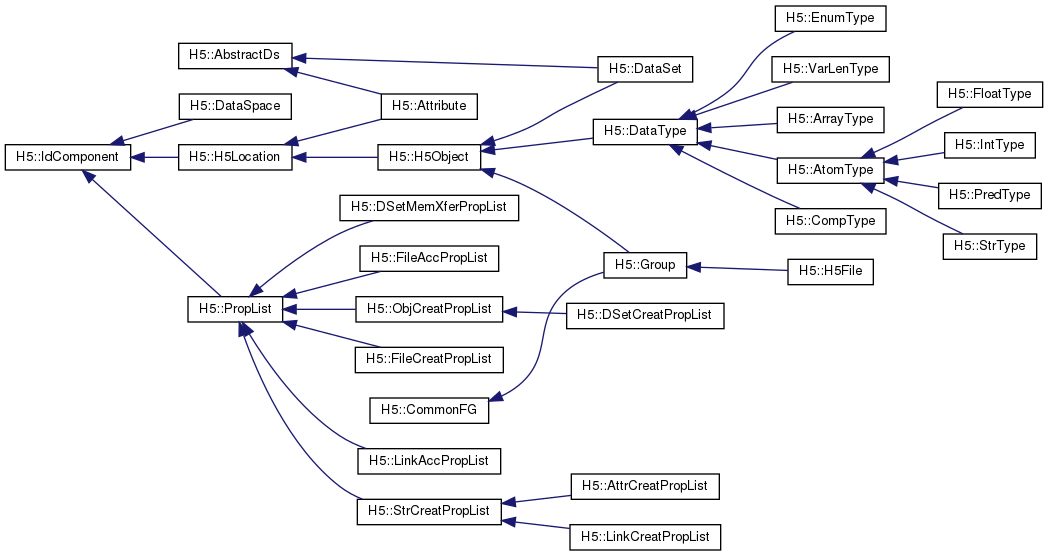 H5::EnumType
H5::AbstractDs
H5::DataSet
H5::VarLenType
H5::FloatType
H5::DataSpace
H5::Attribute
H5::ArrayType
H5::DataType
H5::IntType
H5::IdComponent
H5::H5Location
H5::H5Object
H5::AtomType
H5::PredType
H5::DSetMemXferPropList
H5::CompType
H5::StrType
H5::FileAccPropList
H5::Group
H5::H5File
H5::PropList
H5::ObjCreatPropList
H5::DSetCreatPropList
H5::FileCreatPropList
H5::CommonFG
H5::LinkAccPropList
H5::AttrCreatPropList
H5::StrCreatPropList
H5::LinkCreatPropList